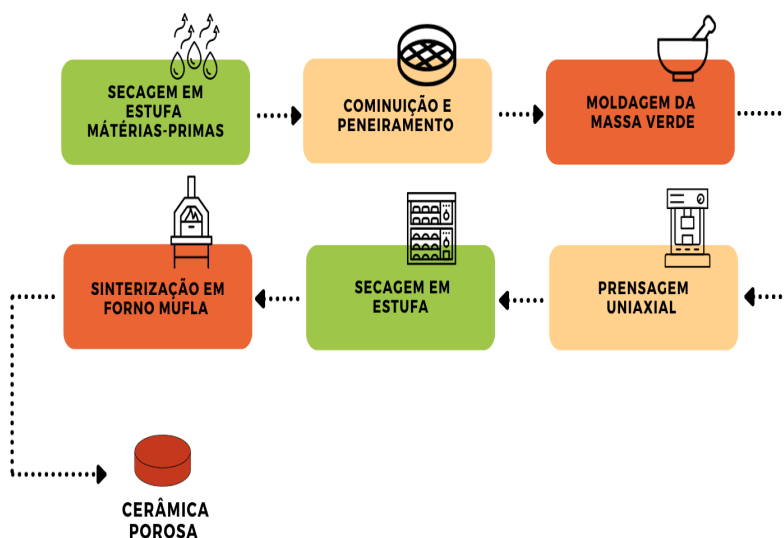 SECAGEM EM
ESTUFA
MÁTÉRIAS-PRIMAS
COMINUIÇÃO E
PENEIRAMENTO
MOLDAGEM DA
MASSA VERDE
SINTERIZAÇÃO EM
FORNO MUFLA
SECAGEM EM
ESTUFA
PRENSAGEM
UNIAXIAL
CERÂMICA
POROSA